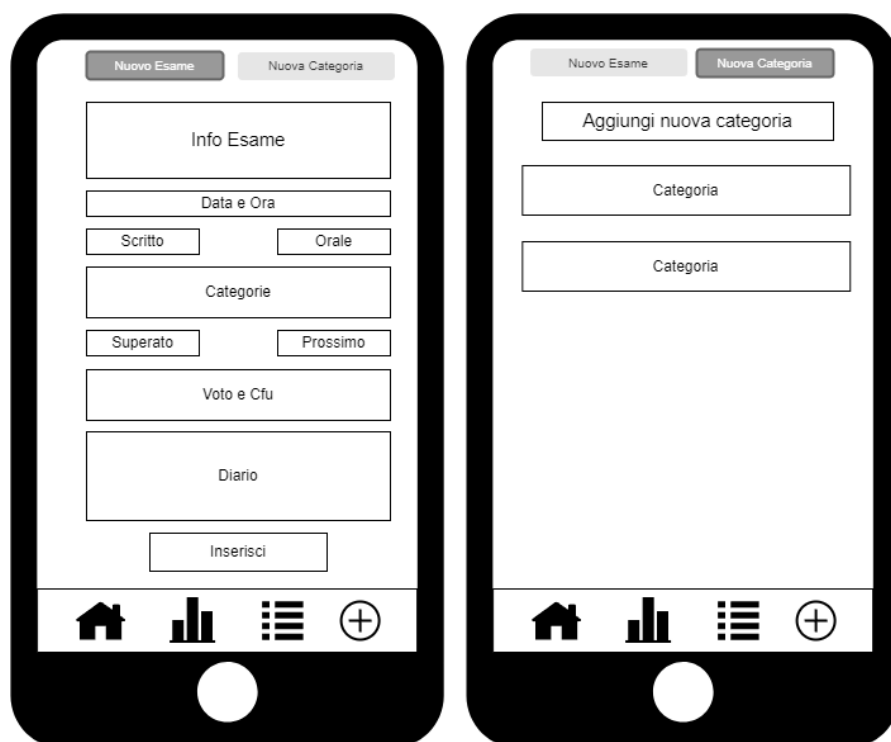 Nuovo Esame
Nuova Categoria
Info Esame
Data e Ora
Scritto
Orale
Categorie
Superato
Prossimo
Voto e Cfu
Diario
Inserisci
Nuovo Esame
Nuova Categoria
Aggiungi nuova categoria
Categoria
Categoria